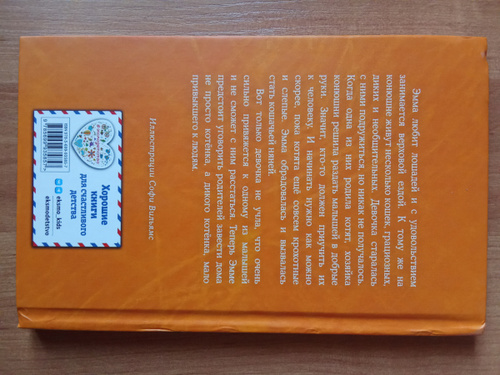 Эмма любит лошадей и с удовольствием
занимается верховой ездой. К тому же на
конюшне живут несколько кошек, грациозных,
диких и необщительных. Девочка старалась
с ними подружиться, но никак не получалось.
Когда одна из них родила котят, хозяйка
конюшни решила раздать малышей в добрые
руки. Значит, кто-то должен приучить их
к человеку. И начинать нужно как можно
скорее, пока котята ещё совсем крохотные
и слепые. Эмма обрадовалась и вызвалась
стать кошачьей няней.
Вот только девочка не учла, что очень
сильно привяжется к одному из малышей
и не сможет с ним расстаться. Теперь Эмме
предстоит уговорить родителей завести дома
не просто котёнка, а дикого котёнка, мало
привыкшего к людям.
Иллюстрации Софи Вильямс
Хорошие
книги
для счастливого
детства
eksmo_kids
eksmodetstvo